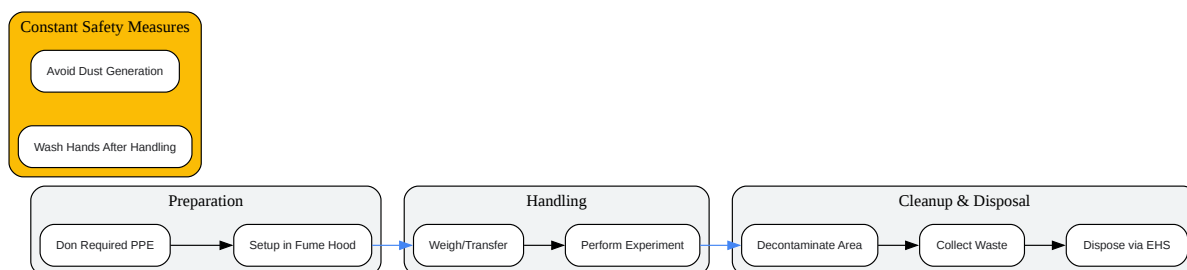 Constant Safety Measures
Avoid Dust Generation
Wash Hands After Handling
Preparation
Don Required PPE
Setup in Fume Hood
Handling
Weigh/Transfer
Perform Experiment
Cleanup & Disposal
Decontaminate Area
Collect Waste
Dispose via EHS